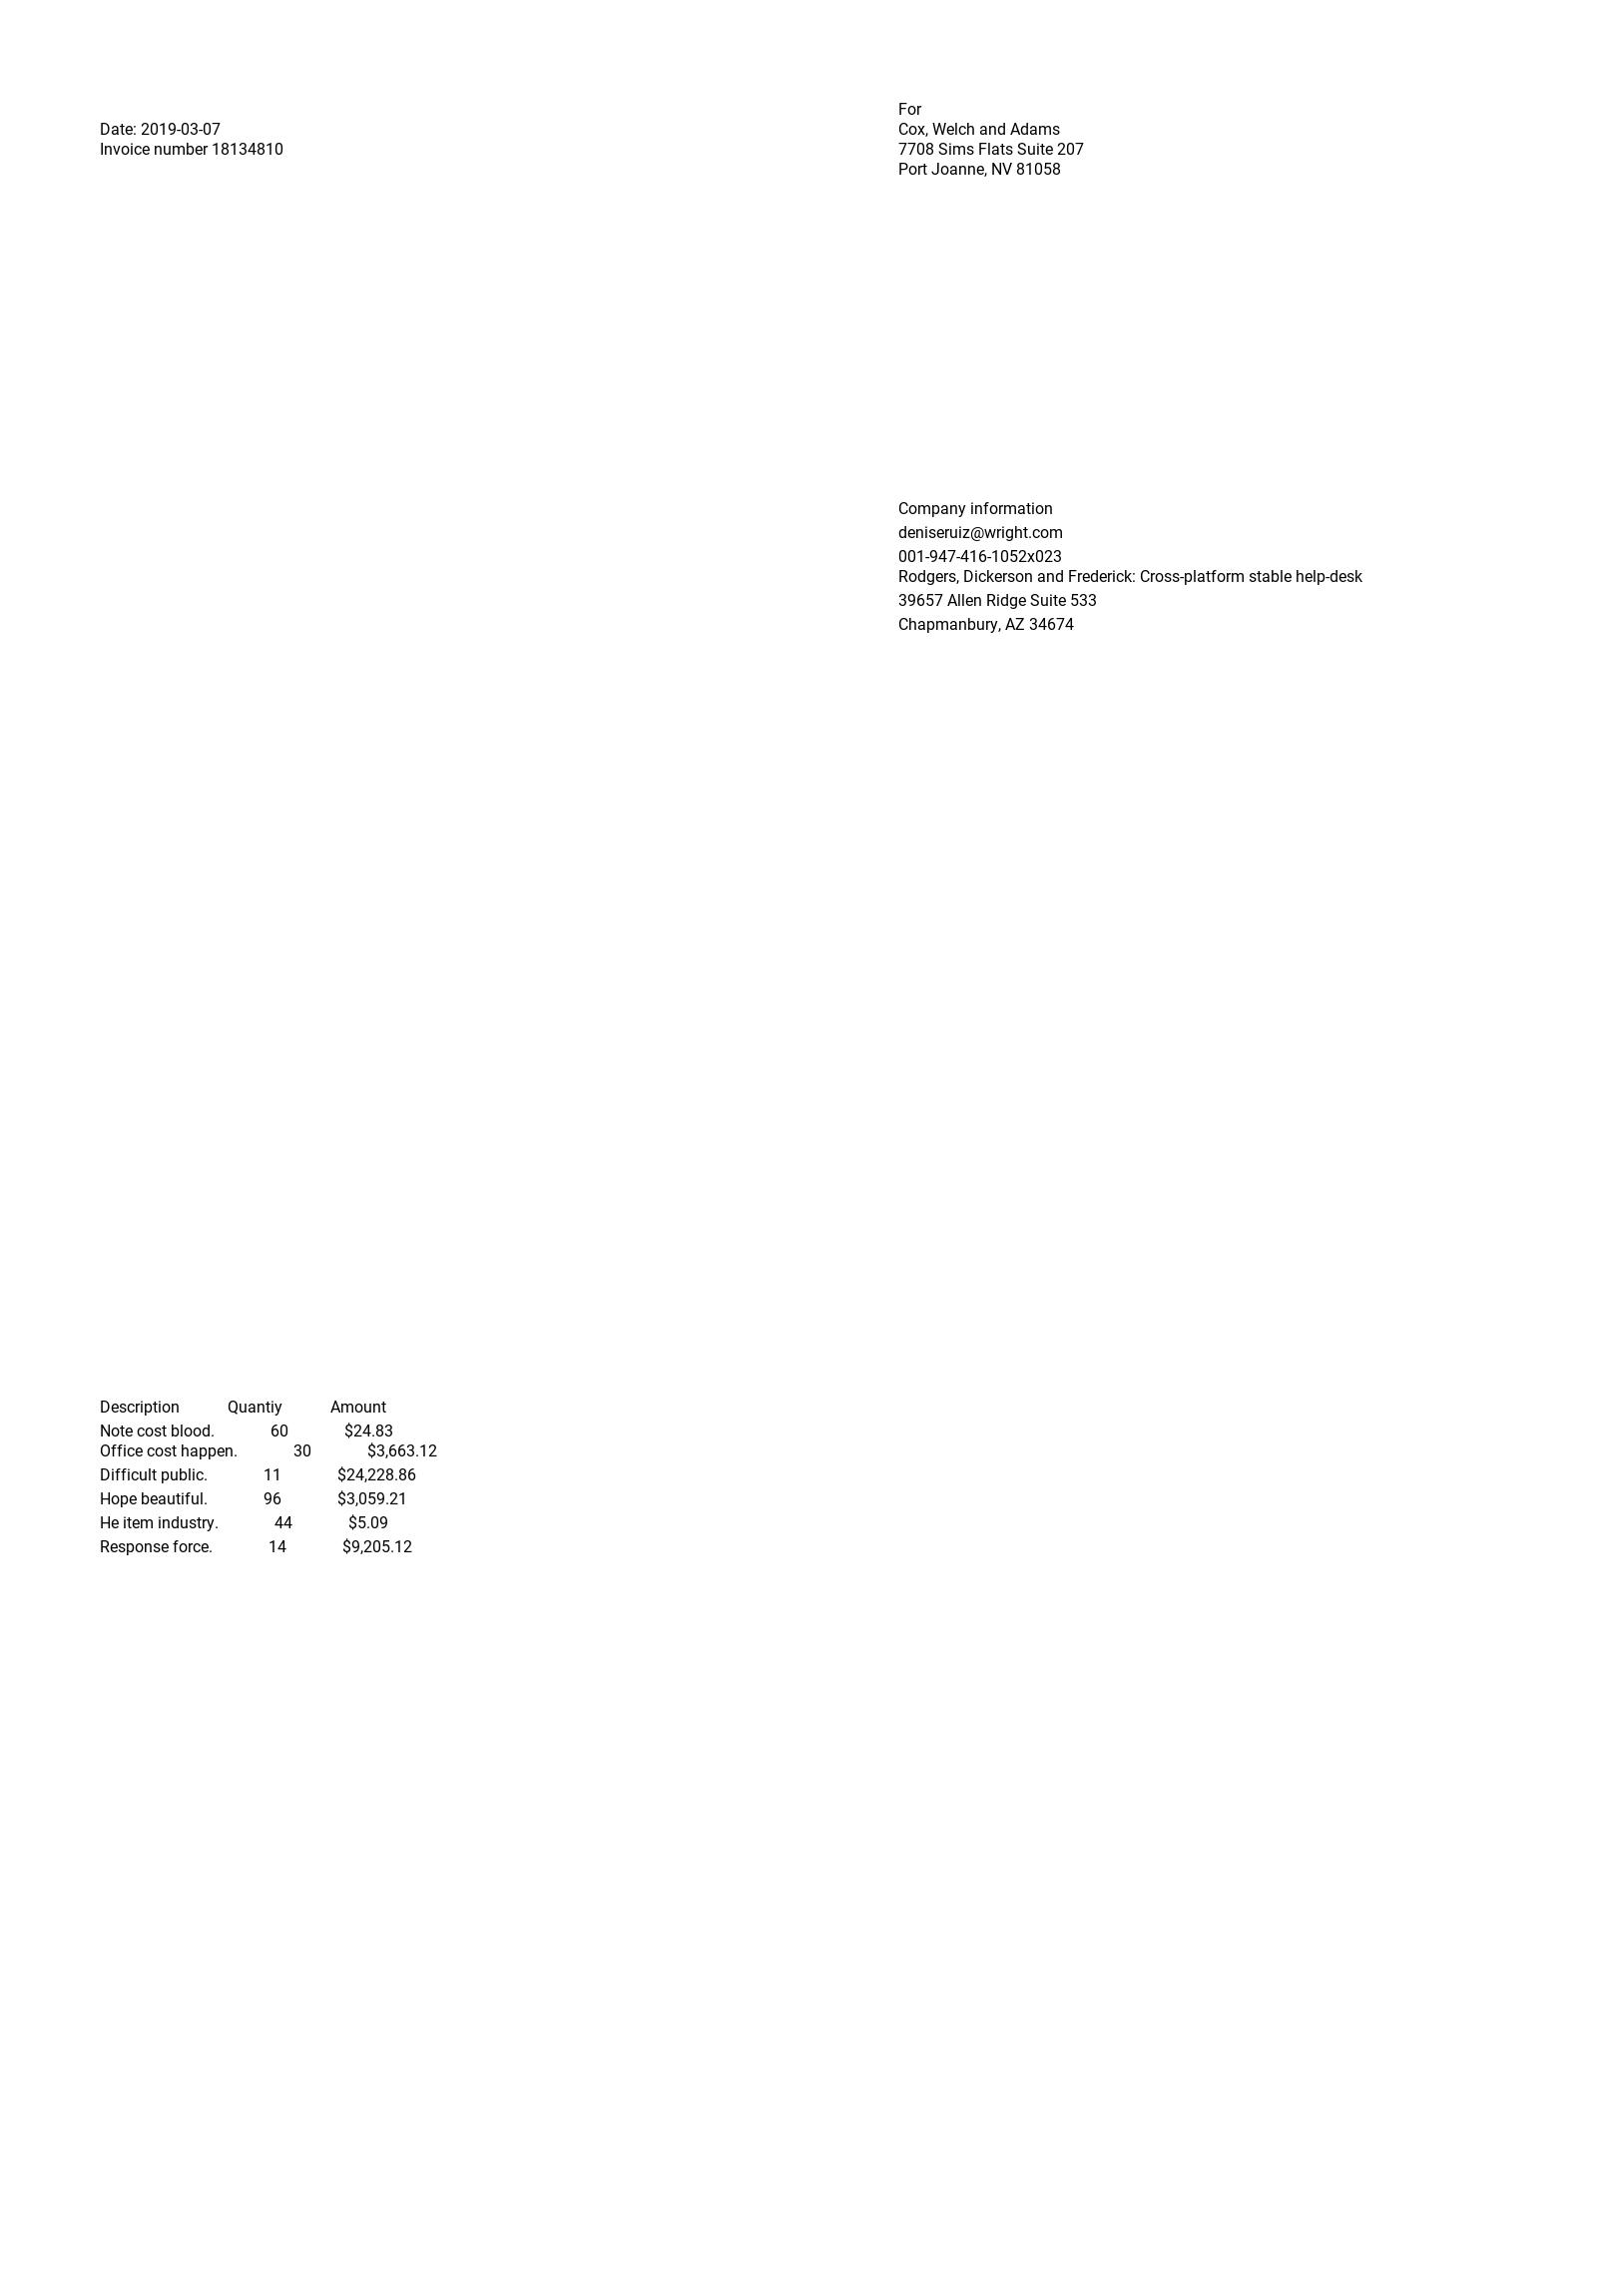 Date: 2019-03-07
Invoice number 18134810
For
Cox, Welch and Adams
7708 Sims Flats Suite 207
Port Joanne, NV 81058
Company information
deniseruiz@wright.com
001-947-416-1052x023
Rodgers, Dickerson and Frederick: Cross-platform stable help-desk
39657 Allen Ridge Suite 533
Chapmanbury, AZ 34674
Description Quantiy Amount
Note cost blood. 60 $24.83
Office cost happen. 30 $3,663.12
Difficult public. 11 $24,228.86
Hope beautiful. 96 $3,059.21
He item industry. 44 $5.09
Response force. 14 $9,205.12